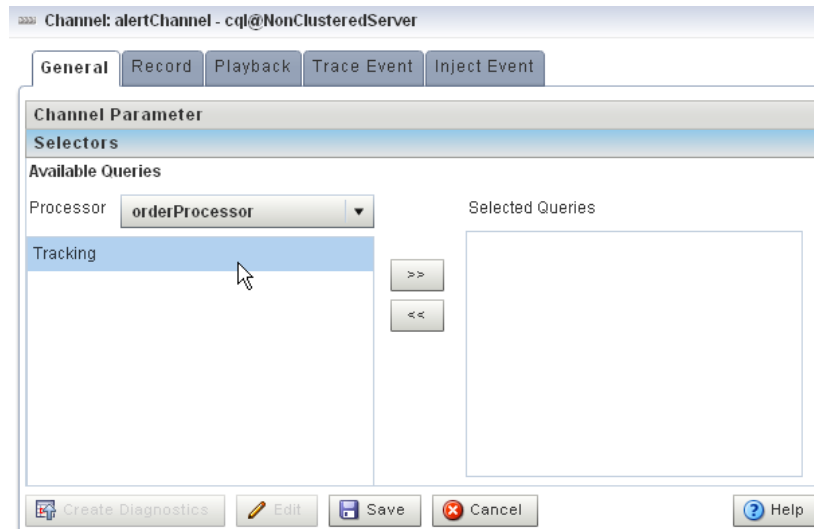 Channel: alertChannel - cql@NonClusteredServer
General Record Playback Trace Event Inject Event
Channel Parameter
Selectors
Available Queries
Processor orderProcessor Selected Queries
Tracking
>>
<<
Create Diagnostics Edit Save Cancel Help